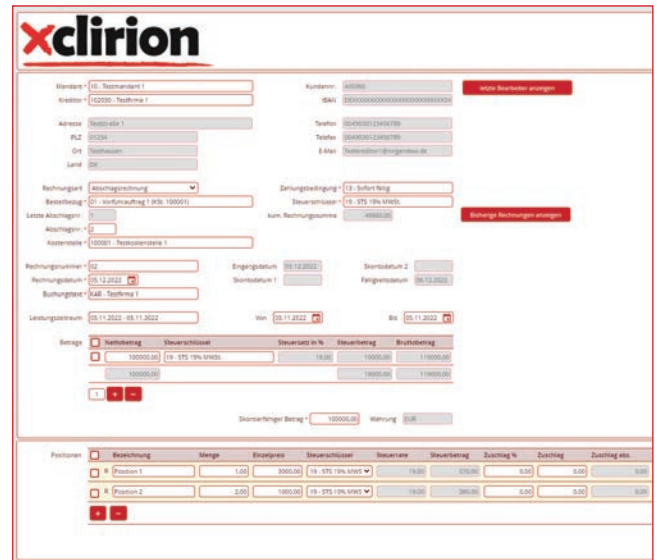 xclirion
Mandant * 10 - Testmandant 1 Kundennr. letzte Bearbeiter anzeigen
Kreditor * 102030 - Testfirma 1 IBAN
Adresse Teststraße 1 Telefon 0049030123456789
PLZ 01234 Telefax 0049030123456789
Ort Testhausen E-Mail
Land DE
Rechnungsart Abschlagsrechnung Zahlungsbedingung * 13 - Sofort fällig
Bestellbezug * 01 - Vorführauftrag 1 (KSt. 100001) Steuerschlüssel * 19 - STS 19% MWSt.
Letzte Abschlagsnr. 1 kum. Rechnungssumme Bisherige Rechnungen anzeigen
Abschlagsnr. * 2
Kostenstelle * 100001 - Testkostenstelle 1
Rechnungsnummer * 02 Eingangsdatum 05.12.2022 Skontodatum 2
Rechnungsdatum * 05.12.2022 Skontodatum 1 Fälligkeitsdatum 06.12.2022
Buchungstext * KAR - Testfirma 1
Leistungszeitraum 05.11.2022 - 05.11.2022 Von 05.11.2022 Bis 05.11.2022
Beträge Nettobetrag Steuerschlüssel Steuersatz in % Steuerbetrag Bruttobetrag
100000,00 19 - STS 19% MWSt. 19,00 19000,00 119000,00
100000,00 19000,00 119000,00
1 + −
Skontierfähiger Betrag * 100000,00 Währung EUR
Positionen Bezeichnung Menge Einzelpreis Steuerschlüssel Steuerrate Steuerbetrag Zuschlag % Zuschlag Zuschlag abs.
R Position 1 1,00 3000,00 19 - STS 19% MWS 19,00 570,00 0,00 0,00 0,00
R Position 2 2,00 1000,00 19 - STS 19% MWS 19,00 380,00 0,00 0,00 0,00
+ −